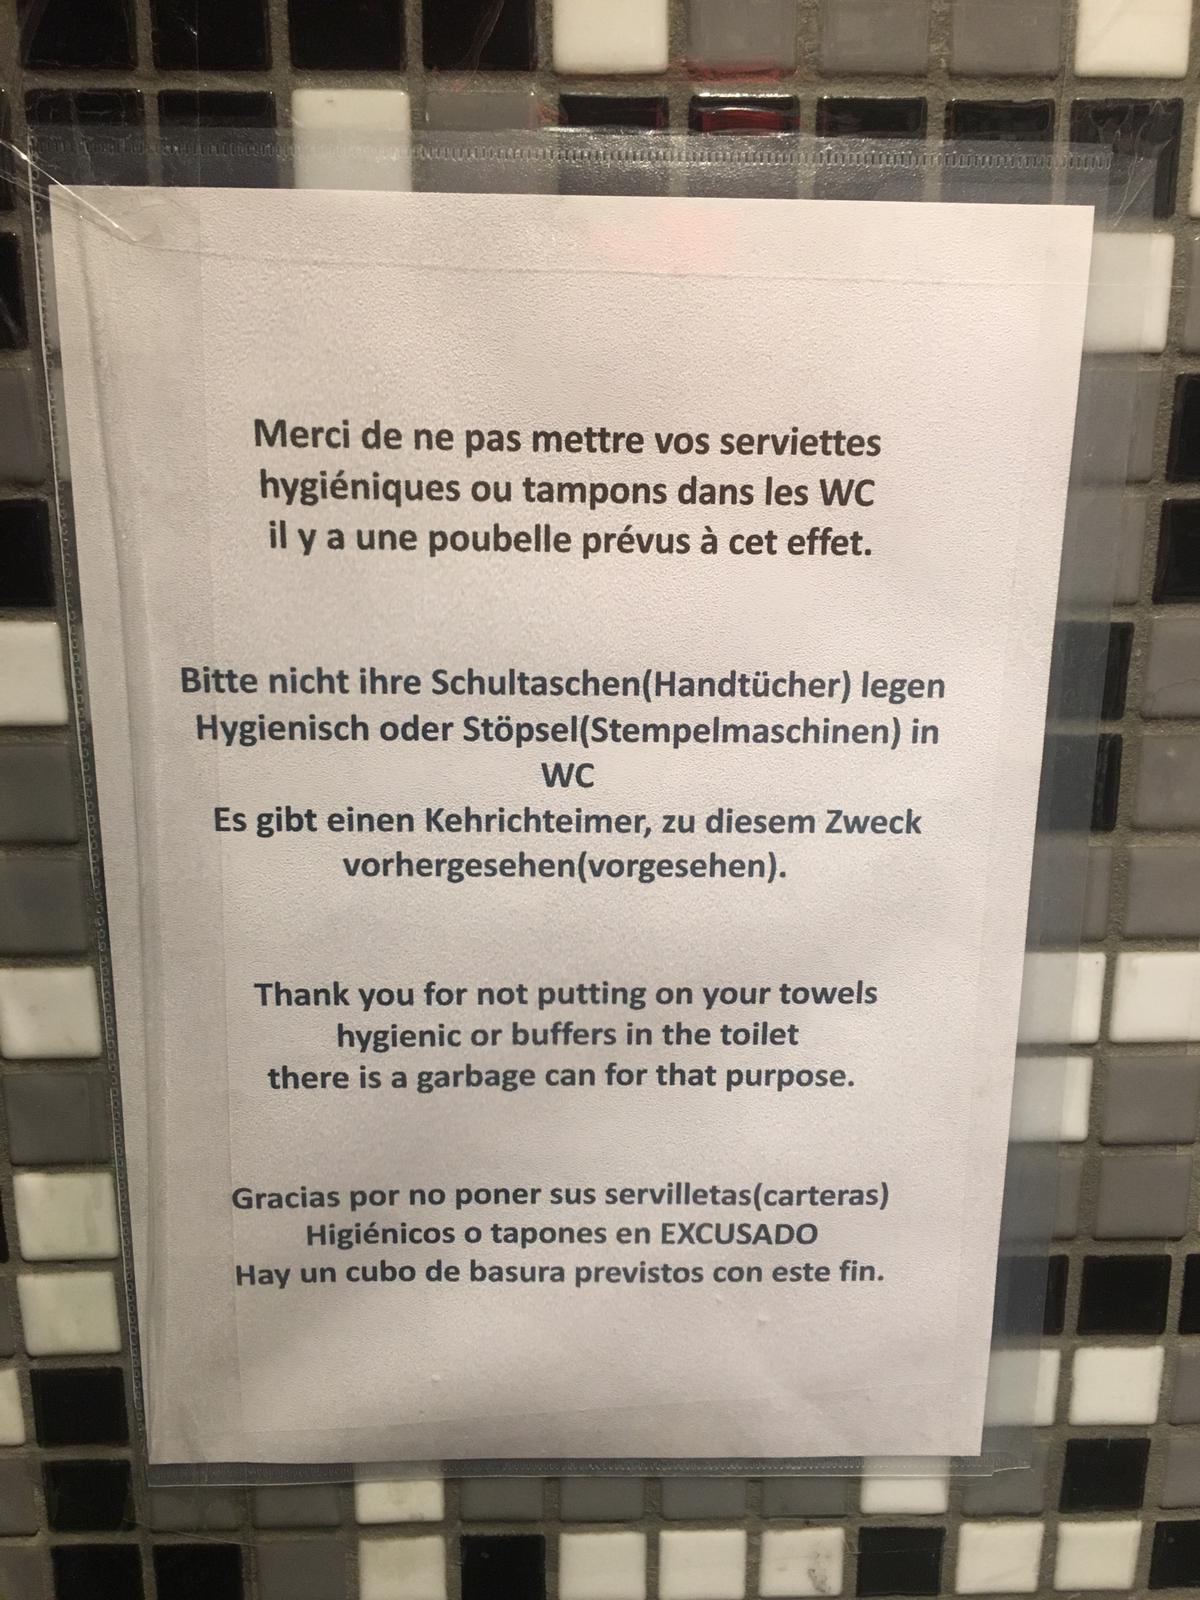 Merci de ne pas mettre vos serviettes
hygiéniques ou tampons dans les WC
il y a une poubelle prévus à cet effet.
Bitte nicht ihre Schultaschen(Handtücher) legen
Hygienisch oder Stöpsel(Stempelmaschinen) in
WC
Es gibt einen Kehrichteimer, zu diesem Zweck
vorhergesehen(vorgesehen).
Thank you for not putting on your towels
hygienic or buffers in the toilet
there is a garbage can for that purpose.
Gracias por no poner sus servilletas(carteras)
Higiénicos o tapones en EXCUSADO
Hay un cubo de basura previstos con este fin.